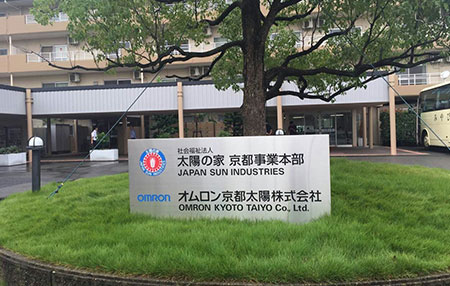 社会福祉法人
太陽の家 京都事業本部
JAPAN SUN INDUSTRIES
OMRON オムロン京都太陽株式会社
OMRON KYOTO TAIYO Co., Ltd.